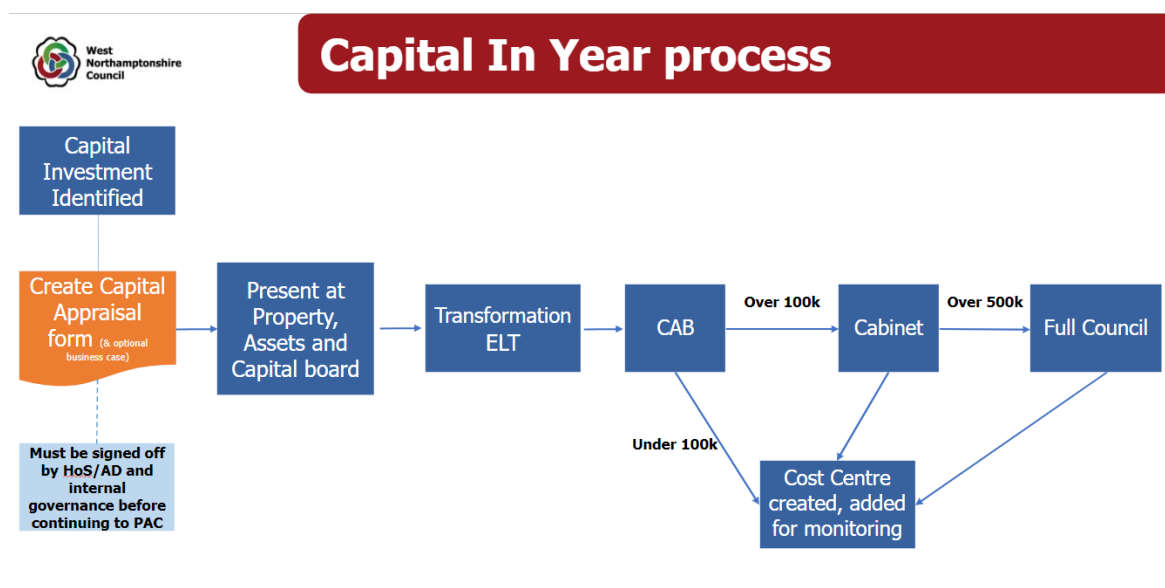 West
Northamptonshire
Council
Capital In Year process
Capital
Investment
Identified
Create Capital
Appraisal
form (& optional
business case)
Must be signed off
by HoS/AD and
internal
governance before
continuing to PAC
Present at
Property,
Assets and
Capital board
Transformation
ELT
CAB
Over 100k
Cabinet
Over 500k
Full Council
Under 100k
Cost Centre
created, added
for monitoring